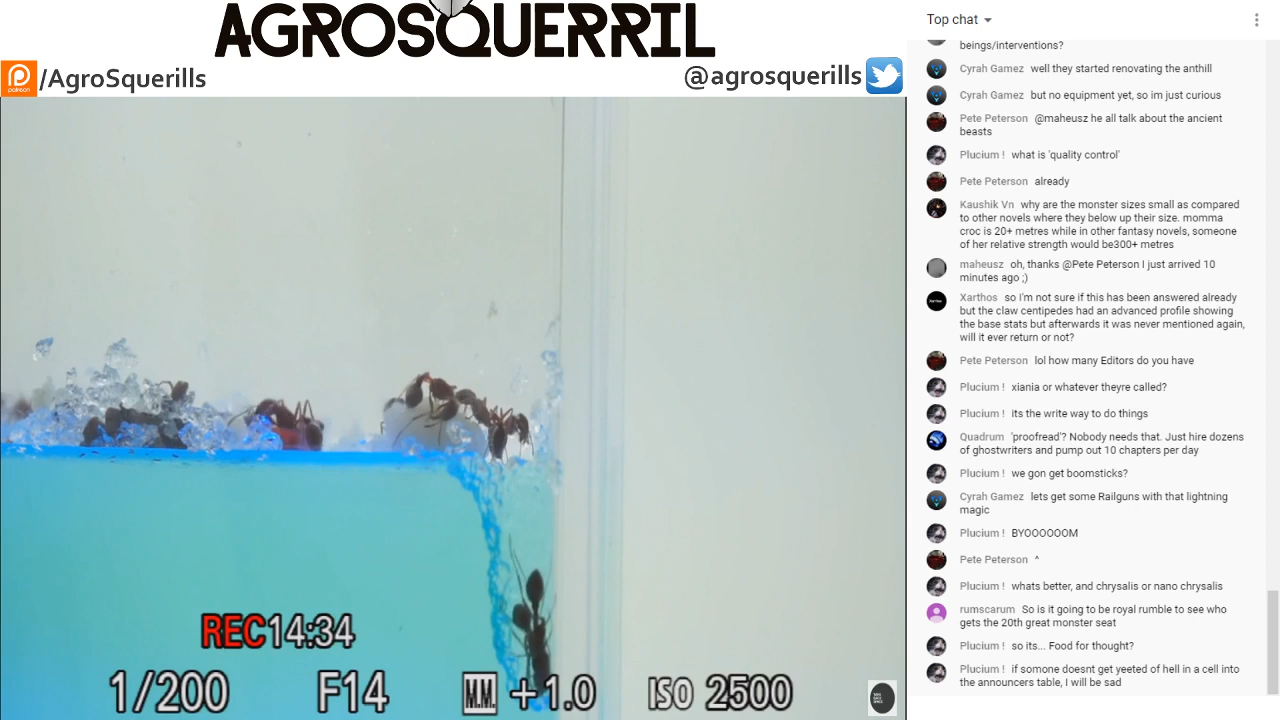 AGROSQUERRIL
/AgroSquerills
@agrosquerills
REC14:34
1/200 F14 M.M. +1.0 ISO 2500
Top chat
beings/interventions?
Cyrah Gamez well they started renovating the anthill
Cyrah Gamez but no equipment yet, so im just curious
Pete Peterson @maheusz he all talk about the ancient
beasts
Plucium ! what is 'quality control'
Pete Peterson already
Kaushik Vn why are the monster sizes small as compared
to other novels where they below up their size. momma
croc is 20+ metres while in other fantasy novels, someone
of her relative strength would be300+ metres
maheusz oh, thanks @Pete Peterson I just arrived 10
minutes ago ;)
Xarthos so I'm not sure if this has been answered already
but the claw centipedes had an advanced profile showing
the base stats but afterwards it was never mentioned again,
will it ever return or not?
Pete Peterson lol how many Editors do you have
Plucium ! xiania or whatever theyre called?
Plucium ! its the write way to do things
Quadrum 'proofread'? Nobody needs that. Just hire dozens
of ghostwriters and pump out 10 chapters per day
Plucium ! we gon get boomsticks?
Cyrah Gamez lets get some Railguns with that lightning
magic
Plucium ! BYOOOOOM
Pete Peterson ^
Plucium ! whats better, and chrysalis or nano chrysalis
rumscarum So is it going to be royal rumble to see who
gets the 20th great monster seat
Plucium ! so its... Food for thought?
Plucium ! if somone doesnt get yeeted of hell in a cell into
the announcers table, I will be sad